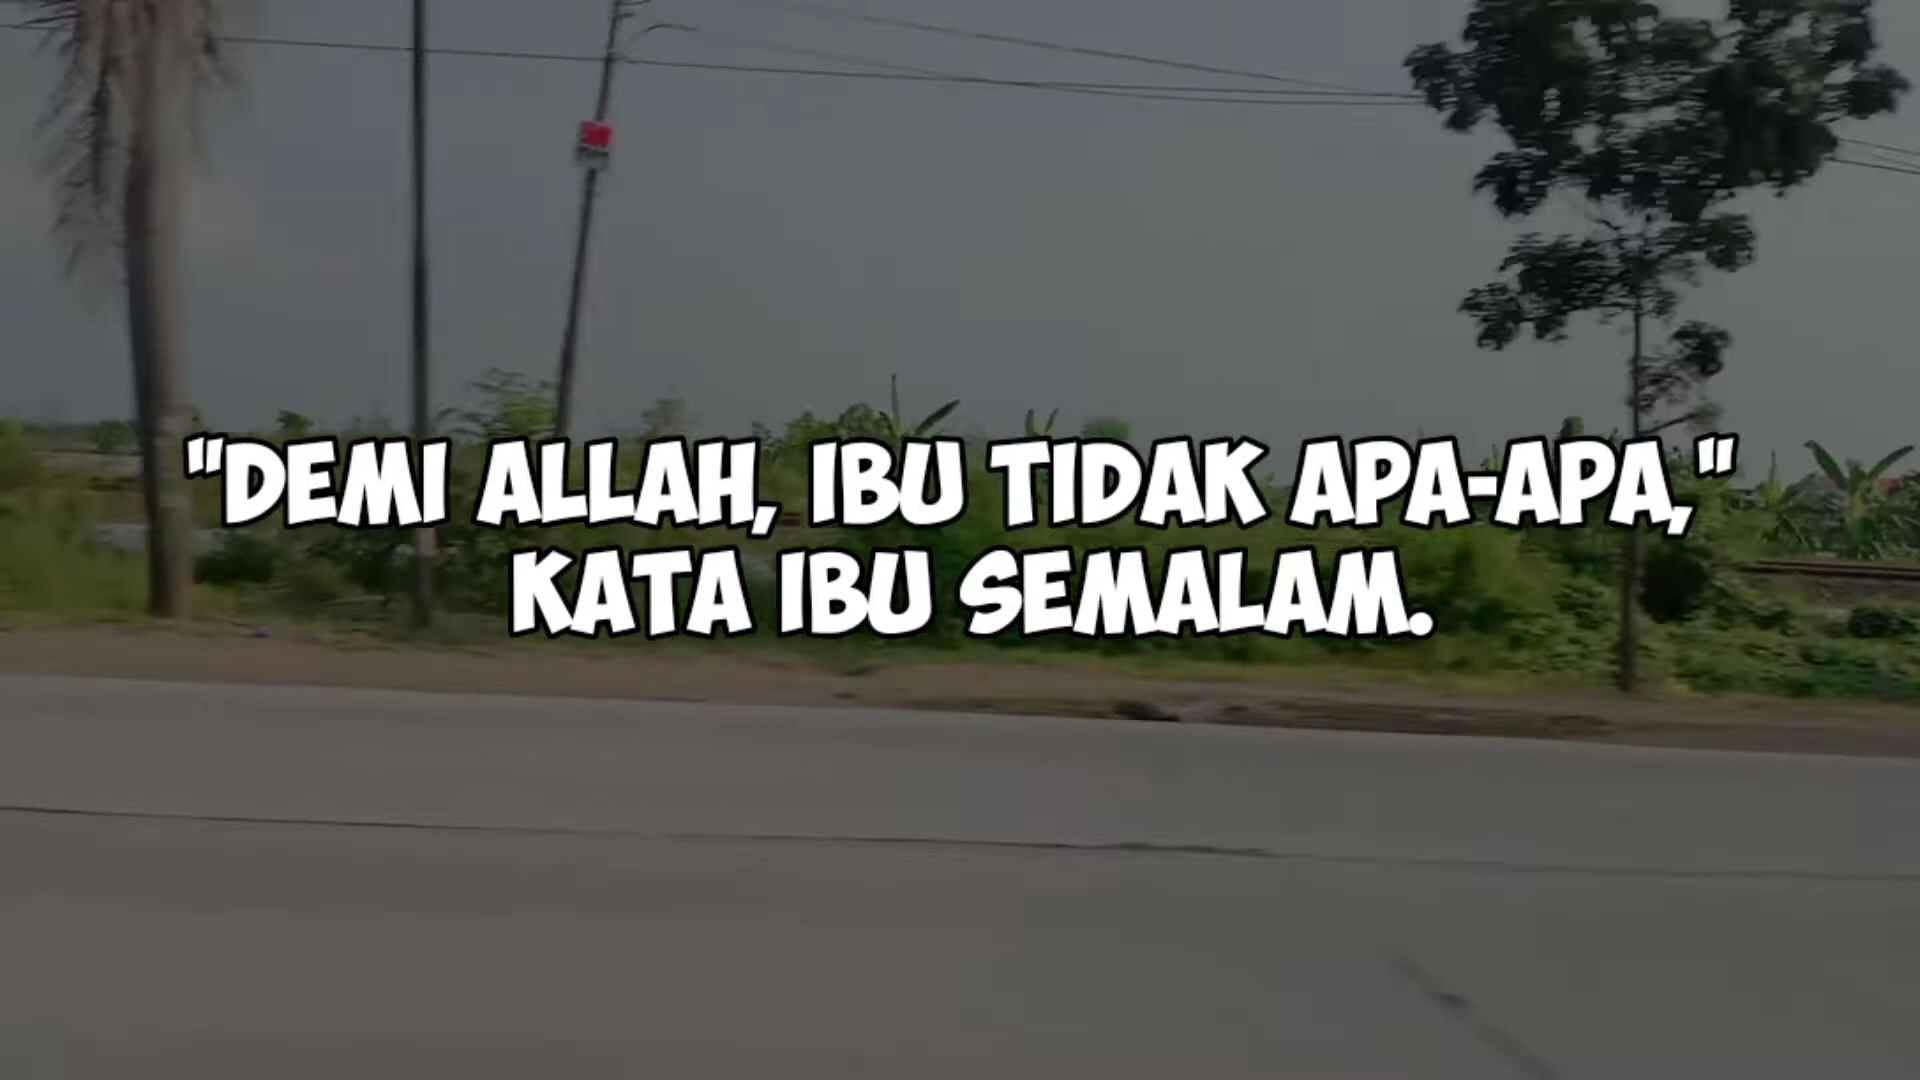 "DEMI ALLAH, IBU TIDAK APA-APA,"
KATA IBU SEMALAM.